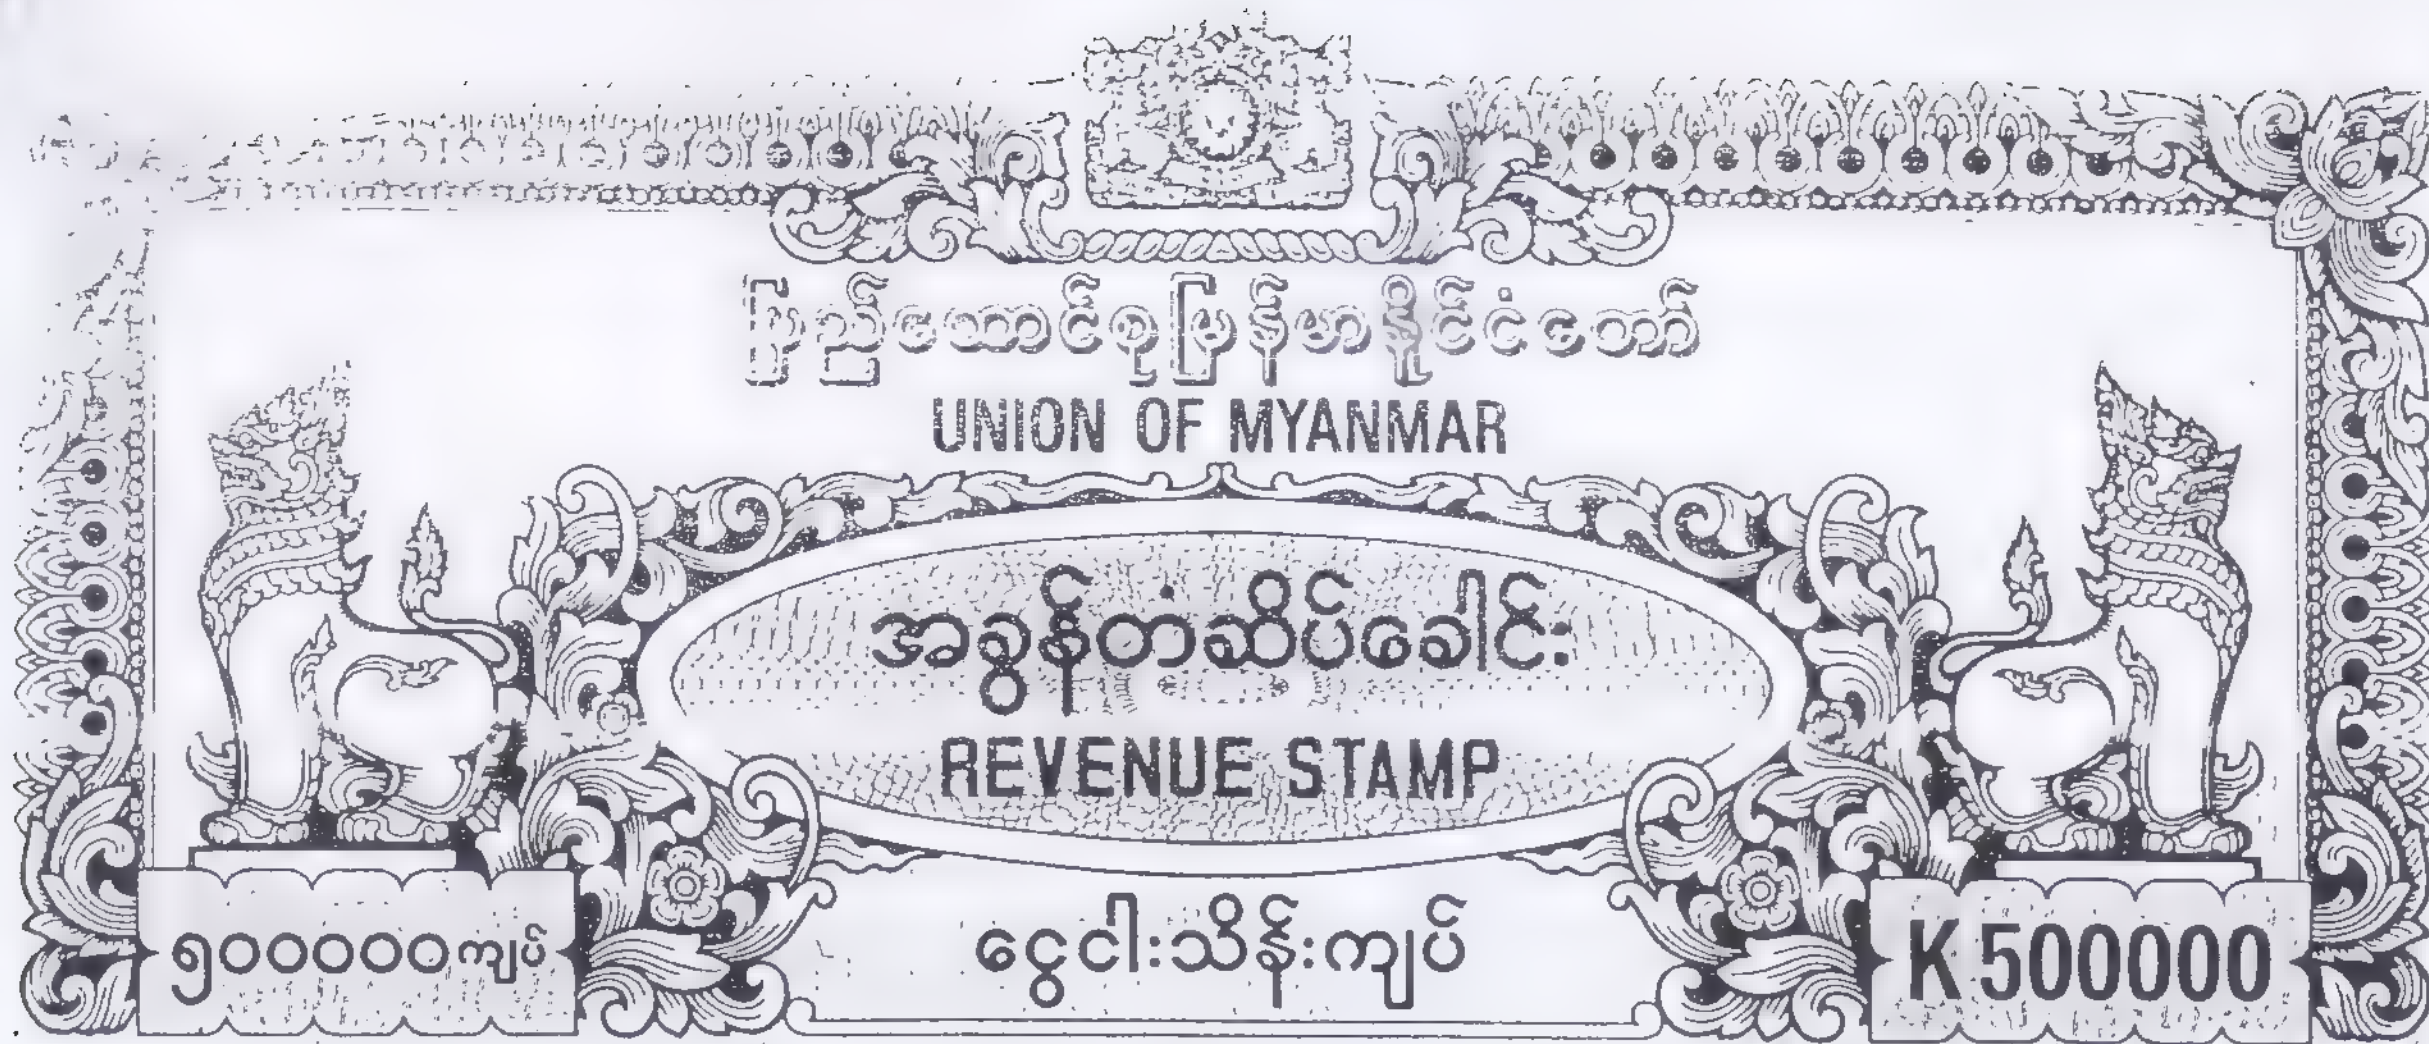 ပြည်ထောင်စုမြန်မာနိုင်ငံတော်
UNION OF MYANMAR
အခွန်တံဆိပ်ခေါင်း
REVENUE STAMP
၅၀၀၀၀၀ကျပ် ငွေငါးသိန်းကျပ် K 500000